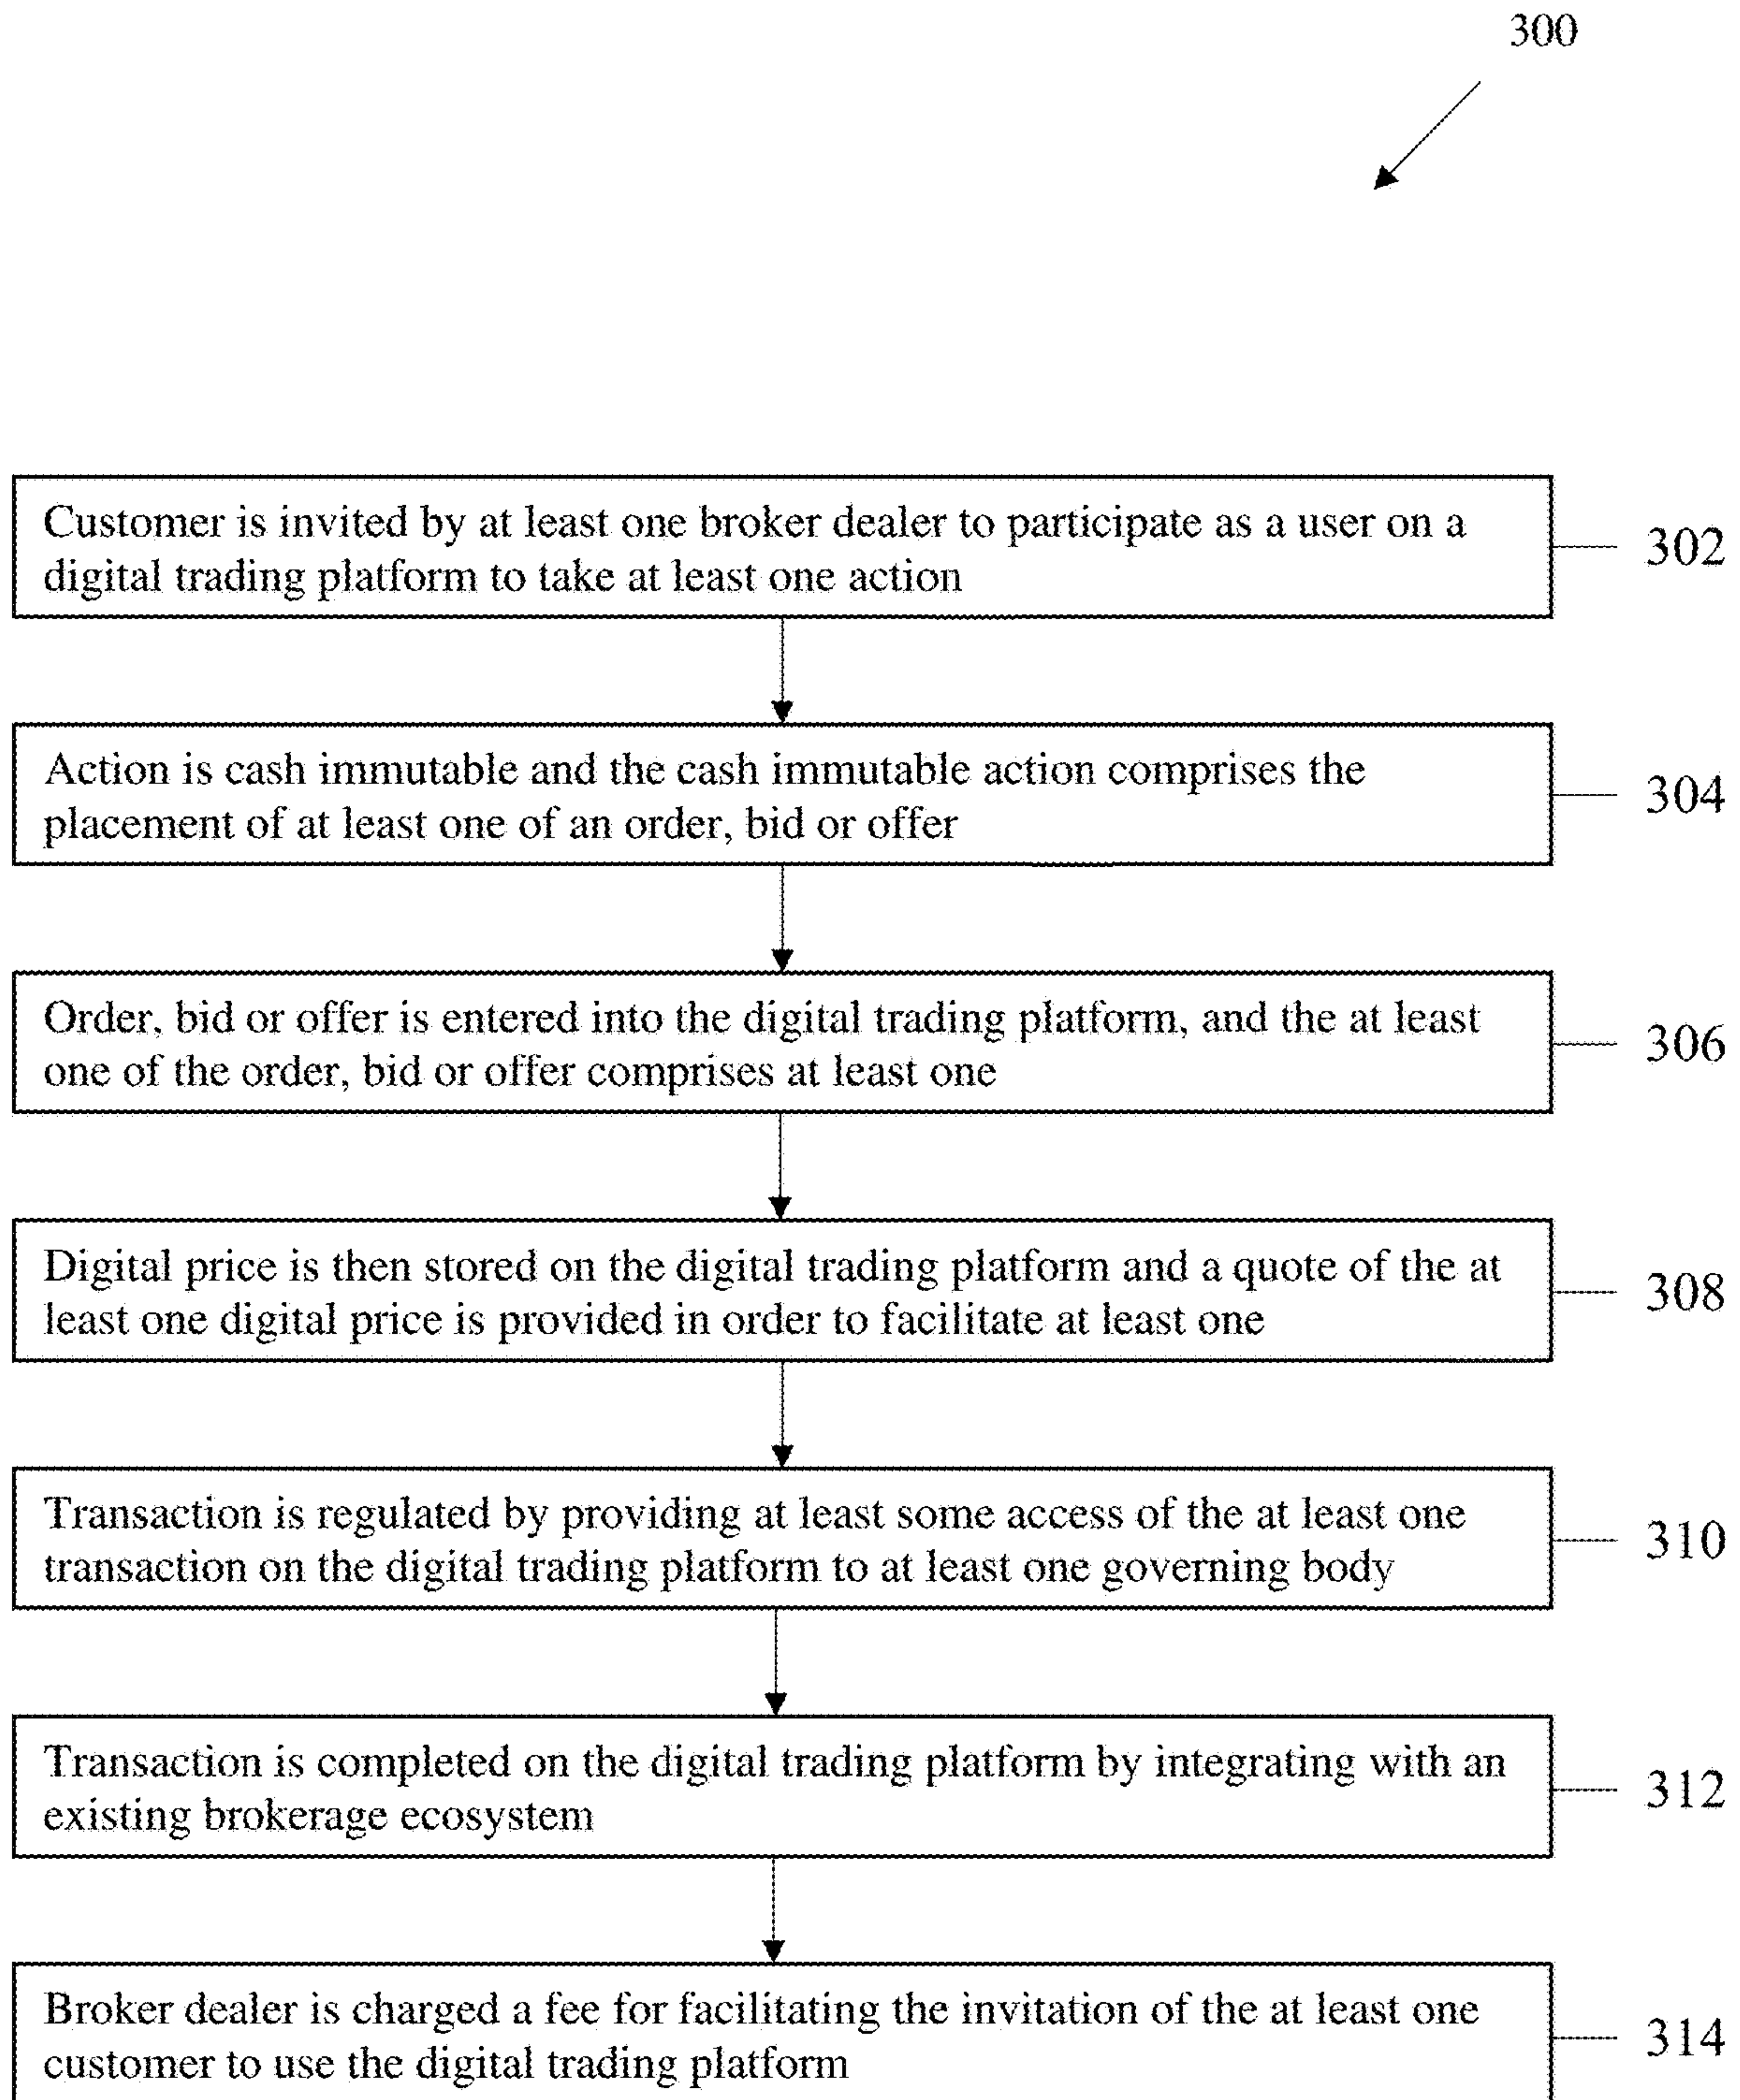 300
Customer is invited by at least one broker dealer to participate as a user on a
digital trading platform to take at least one action
302
Action is cash immutable and the cash immutable action comprises the
placement of at least one of an order, bid or offer
304
Order, bid or offer is entered into the digital trading platform, and the at least
one of the order, bid or offer comprises at least one
306
Digital price is then stored on the digital trading platform and a quote of the at
least one digital price is provided in order to facilitate at least one
308
Transaction is regulated by providing at least some access of the at least one
transaction on the digital trading platform to at least one governing body
310
Transaction is completed on the digital trading platform by integrating with an
existing brokerage ecosystem
312
Broker dealer is charged a fee for facilitating the invitation of the at least one
customer to use the digital trading platform
314